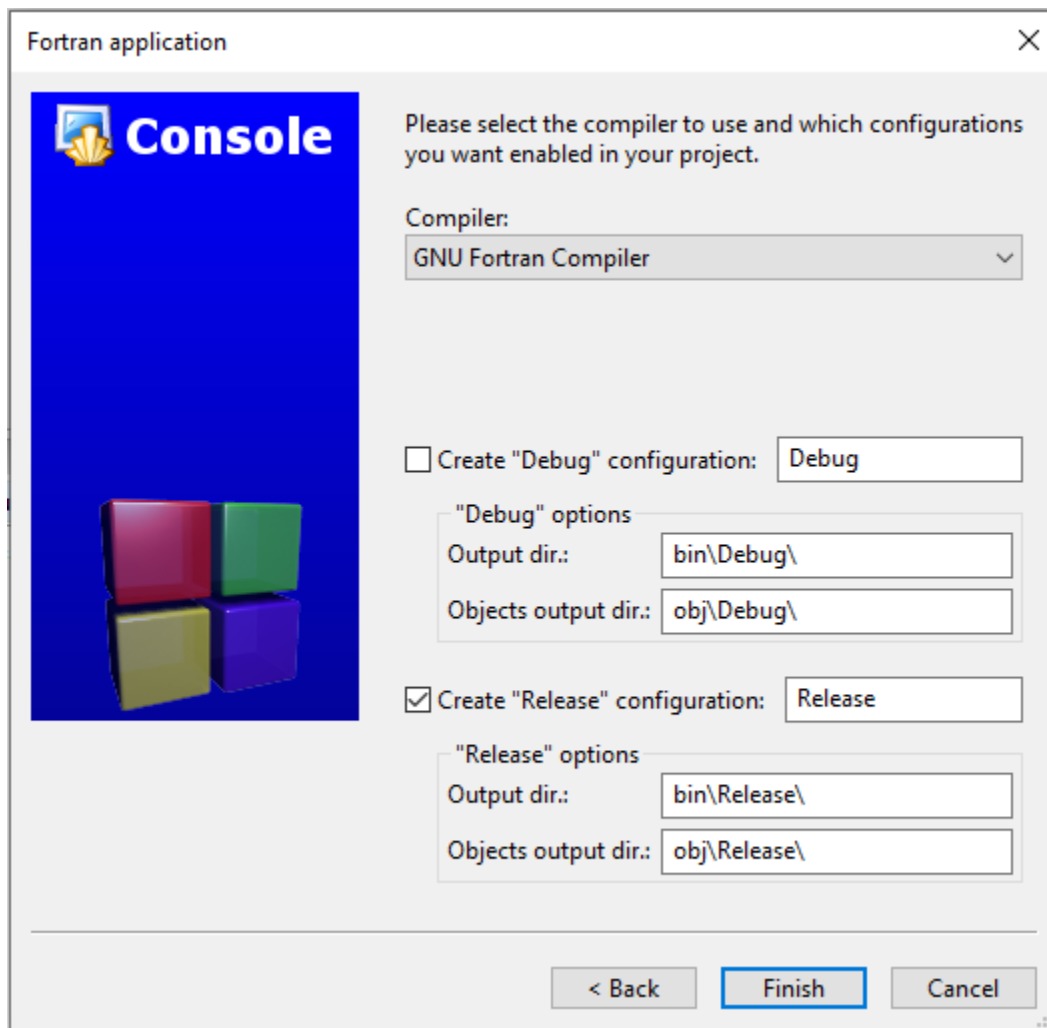 Fortran application
Console
Please select the compiler to use and which configurations
you want enabled in your project.
Compiler:
GNU Fortran Compiler
Create "Debug" configuration: Debug
"Debug" options
Output dir.: bin\Debug\
Objects output dir.: obj\Debug\
Create "Release" configuration: Release
"Release" options
Output dir.: bin\Release\
Objects output dir.: obj\Release\
< Back Finish Cancel